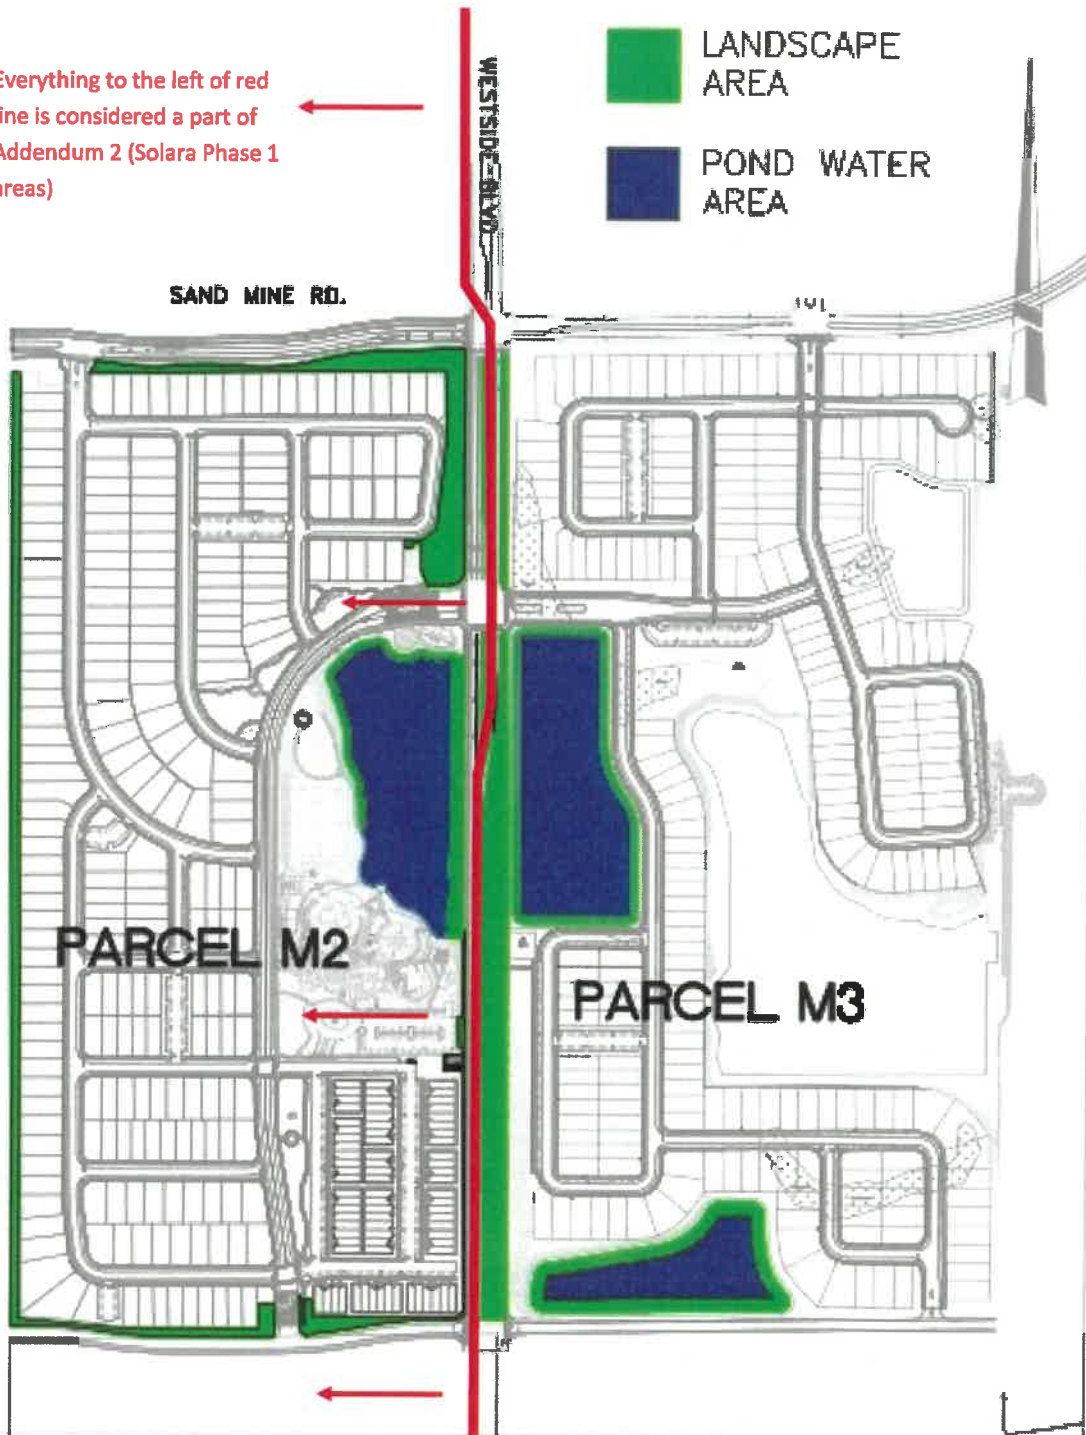 Everything to the left of red
line is considered a part of
Addendum 2 (Solara Phase 1
areas)
WESTSIDE BLVD
LANDSCAPE
AREA
POND WATER
AREA
SAND MINE RD.
PARCEL M2
PARCEL M3